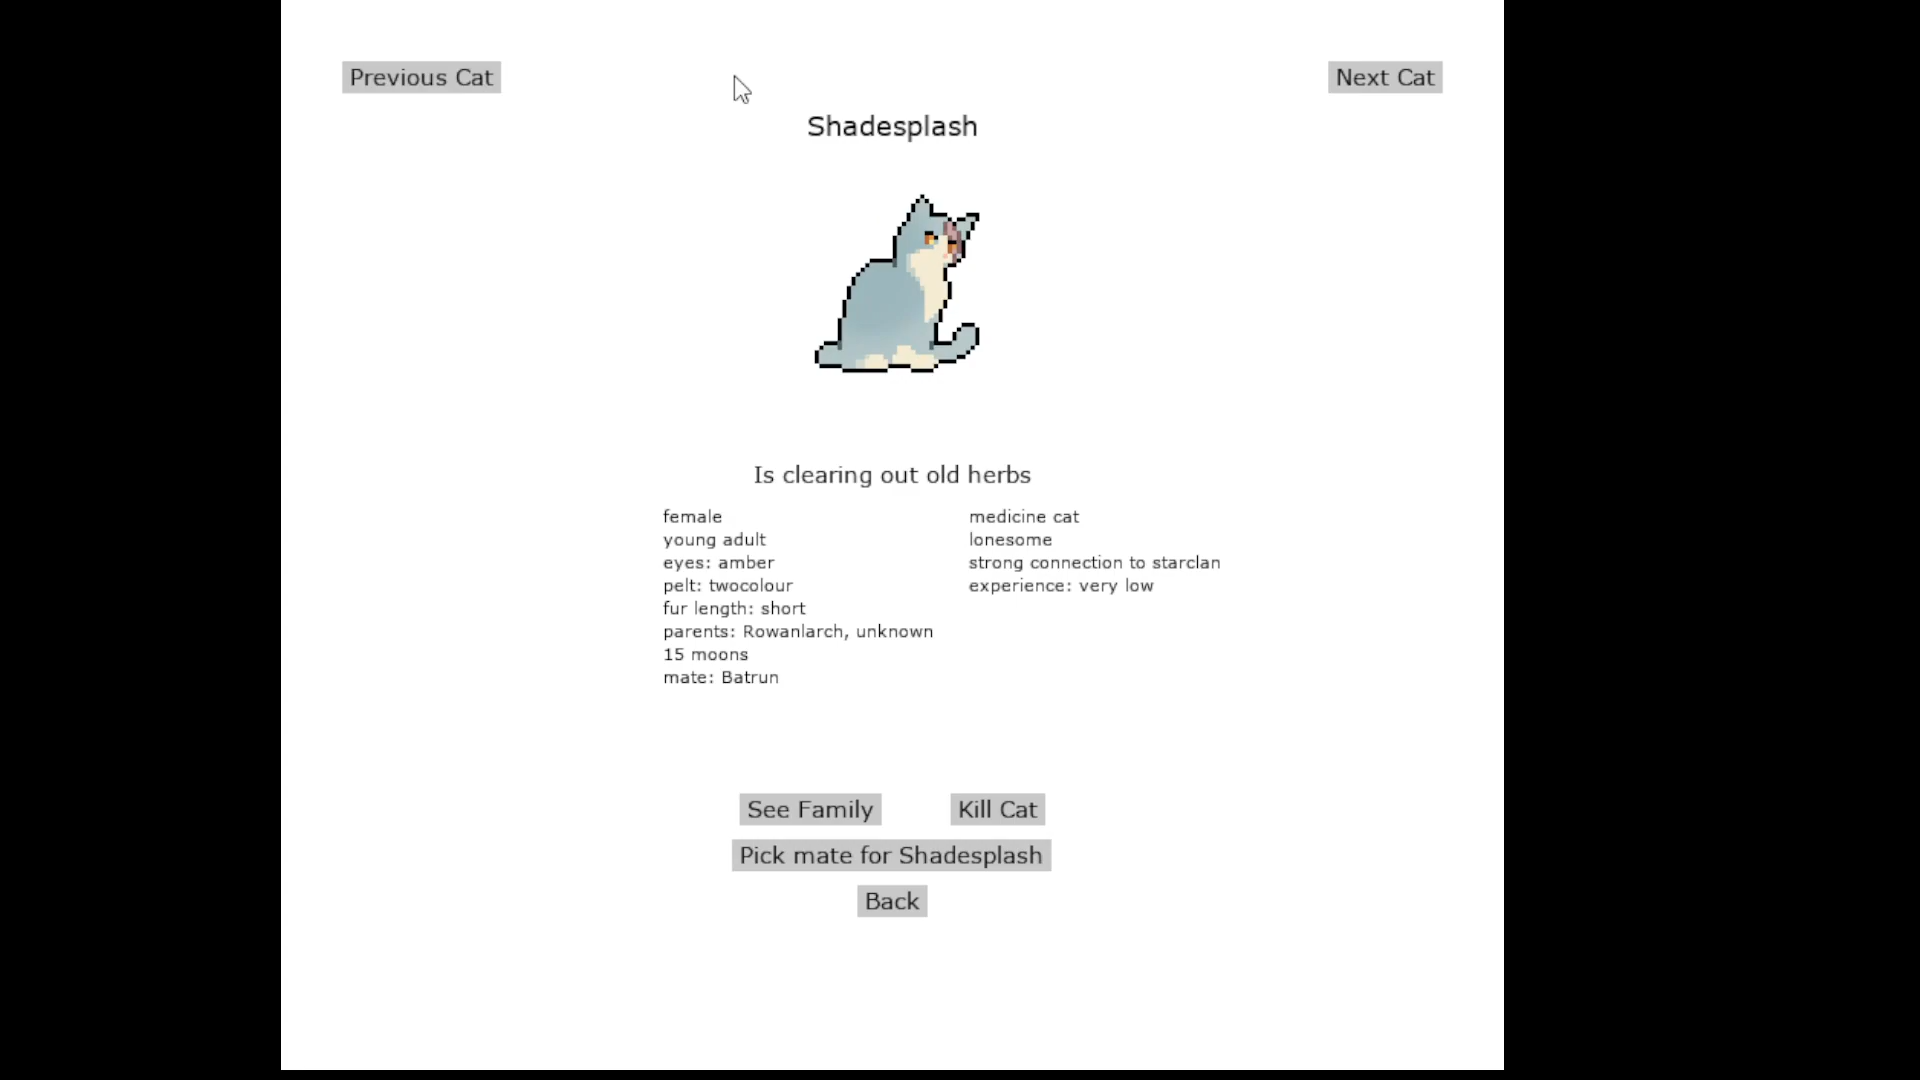 Previous Cat
Next Cat
Shadesplash
Is clearing out old herbs
female
young adult
eyes: amber
pelt: twocolour
fur length: short
parents: Rowanlarch, unknown
15 moons
mate: Batrun
medicine cat
lonesome
strong connection to starclan
experience: very low
See Family
Kill Cat
Pick mate for Shadesplash
Back